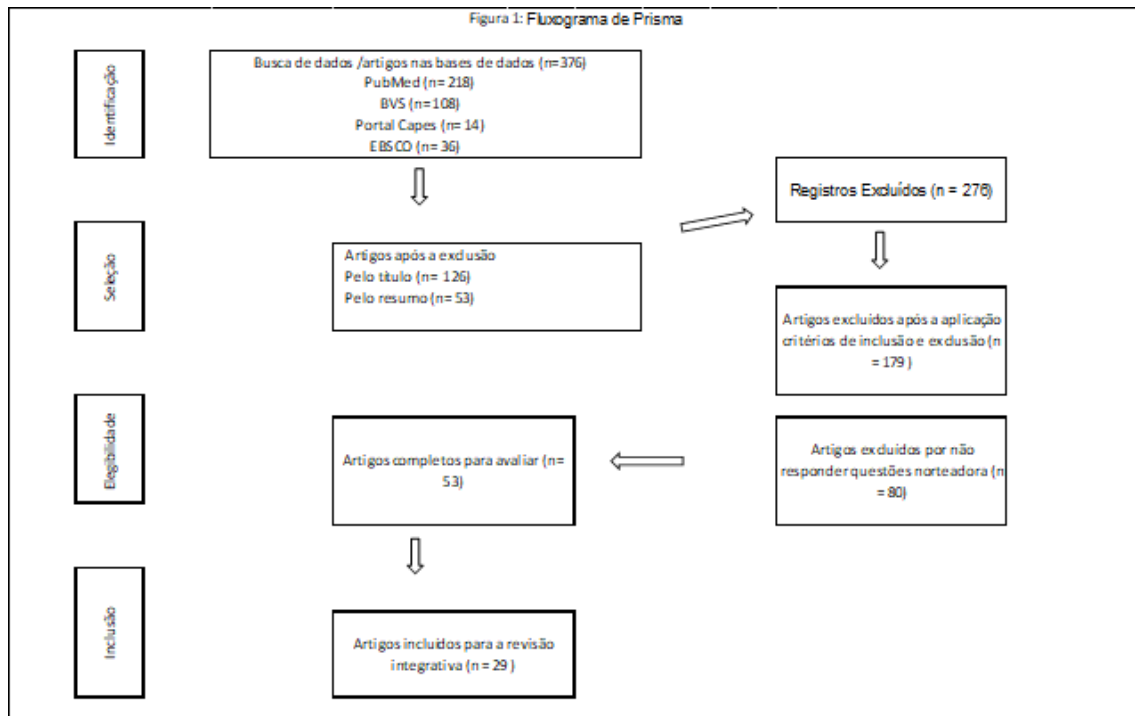 Figura 1: Fluxograma de Prisma
Identificação
Busca de dados /artigos nas bases de dados (n=376)
PubMed (n= 218)
BVS (n=108)
Portal Capes (n= 14)
EBSCO (n= 36)
Registros Excluídos (n = 276)
Seleção
Artigos após a exclusão
Pelo título (n= 126)
Pelo resumo (n= 53)
Artigos excluídos após a aplicação
critérios de inclusão e exclusão (n
= 179 )
Elegibilidade
Artigos completos para avaliar (n=
53)
Artigos excluídos por não
responder questões norteadora (n
= 80)
Inclusão
Artigos incluídos para a revisão
integrativa (n = 29 )